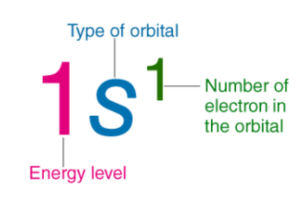 Type of orbital
1s1
Number of
electron in
the orbital
Energy level